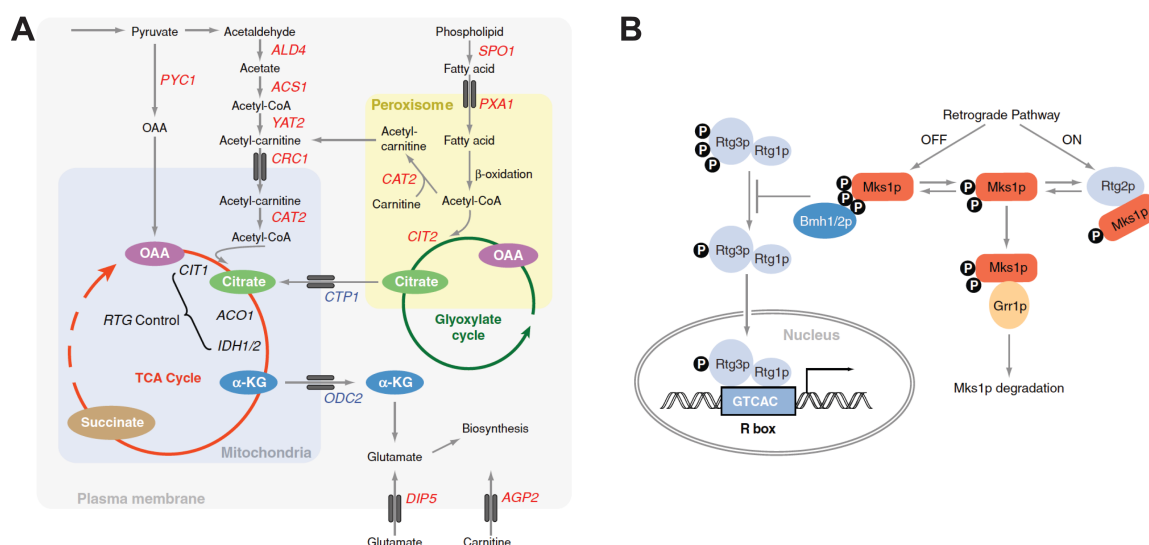 A
Pyruvate
Acetaldehyde
Phospholipid
ALD4
SPO1
PYC1
Acetate
Fatty acid
ACS1
PXA1
Acetyl-CoA
Peroxisome
YAT2
OAA
Acetyl-carnitine
Acetyl-
carnitine
Fatty acid
CRC1
β-oxidation
CAT2
Acetyl-carnitine
Carnitine
Acetyl-CoA
CAT2
Acetyl-CoA
CIT2
OAA
OAA
CIT1
Citrate
Citrate
CTP1
RTG Control
ACO1
Glyoxylate
cycle
IDH1/2
TCA Cycle
α-KG
α-KG
ODC2
Succinate
Biosynthesis
Mitochondria
Glutamate
Plasma membrane
DIP5
AGP2
Glutamate
Carnitine
B
Retrograde Pathway
OFF
ON
P
P
P
Rtg3p
Rtg1p
P
P
P
Mks1p
Bmh1/2p
P
P
Mks1p
Rtg2p
P
Mks1p
P
Rtg3p
Rtg1p
P
P
Mks1p
Grr1p
Nucleus
P
Rtg3p
Rtg1p
GTCAC
R box
Mks1p degradation